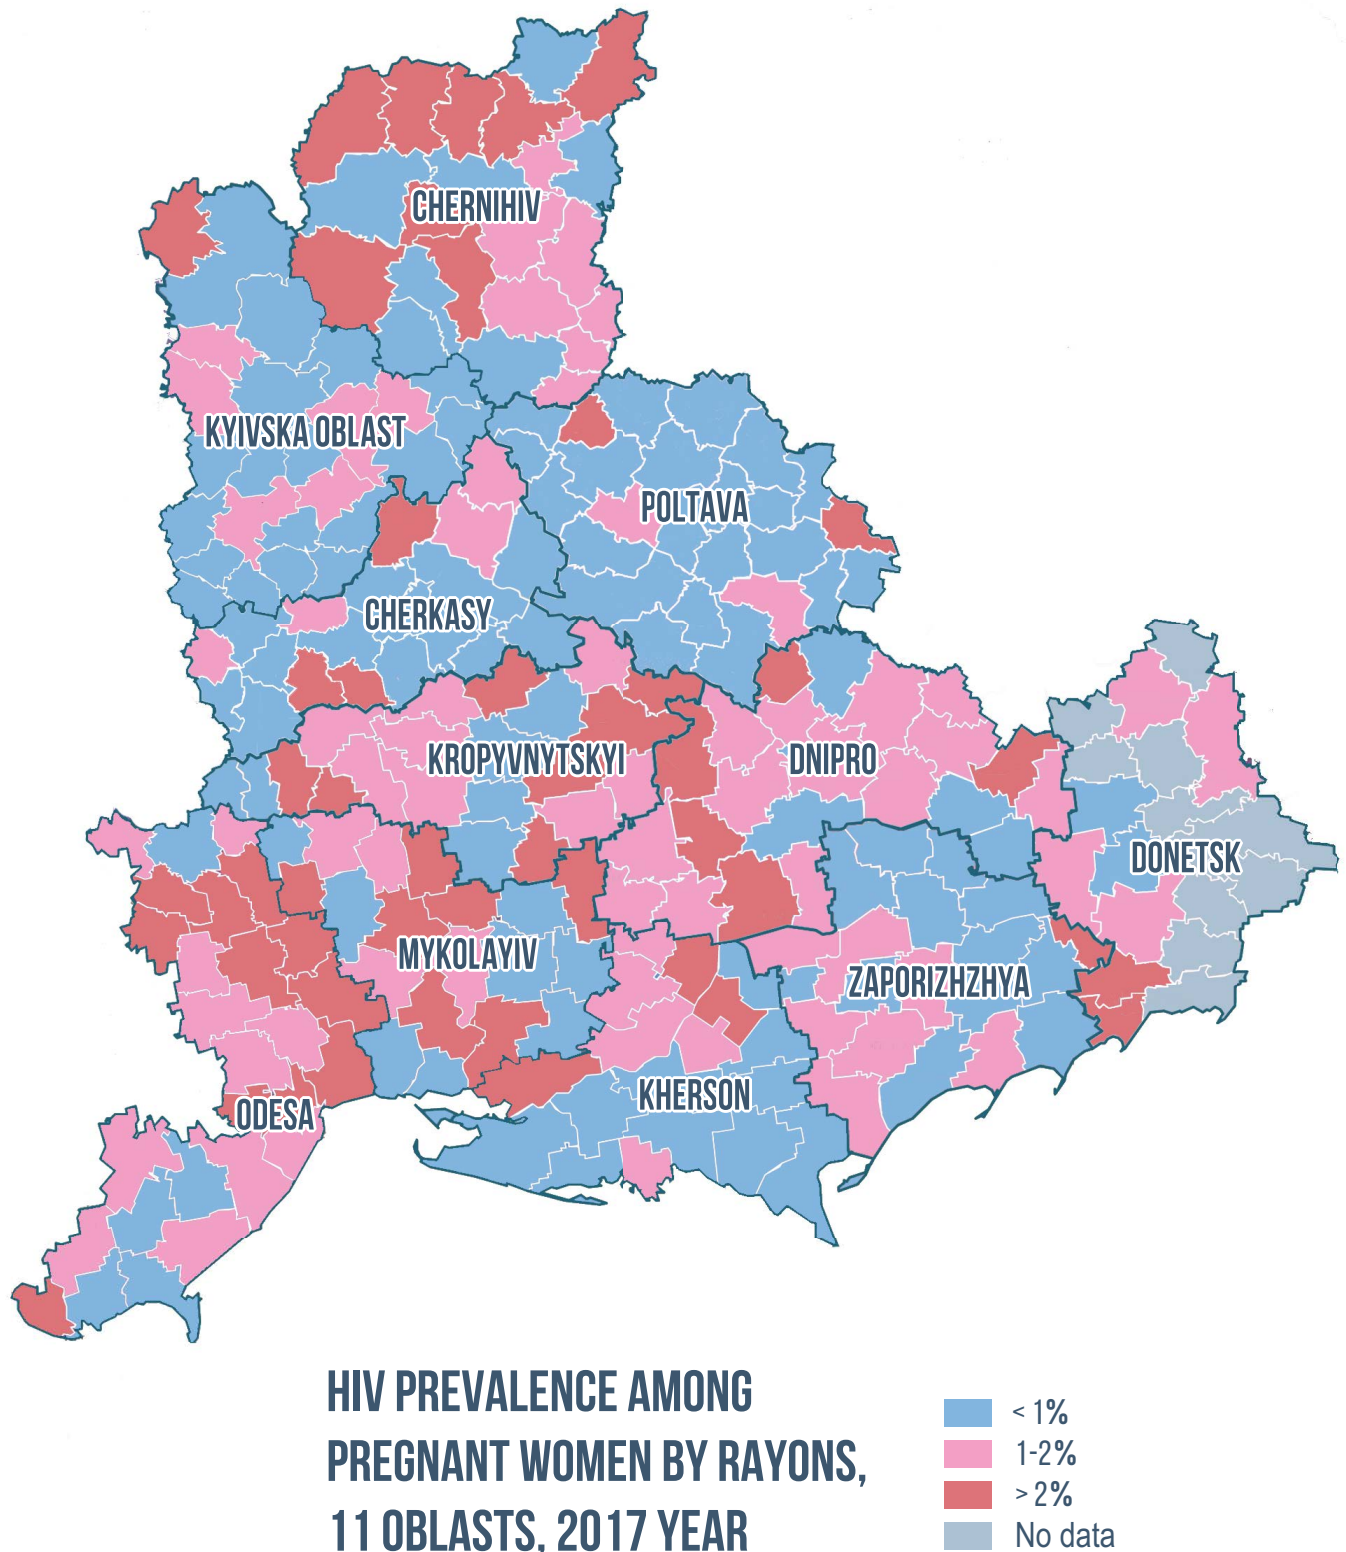 CHERNIHIV
KYIVSKA OBLAST
POLTAVA
CHERKASY
KROPYVNYTSKYI
DNIPRO
DONETSK
MYKOLAYIV
ZAPORIZHZHYA
KHERSON
ODESA
HIV PREVALENCE AMONG
PREGNANT WOMEN BY RAYONS,
11 OBLASTS, 2017 YEAR
< 1%
1-2%
> 2%
No data